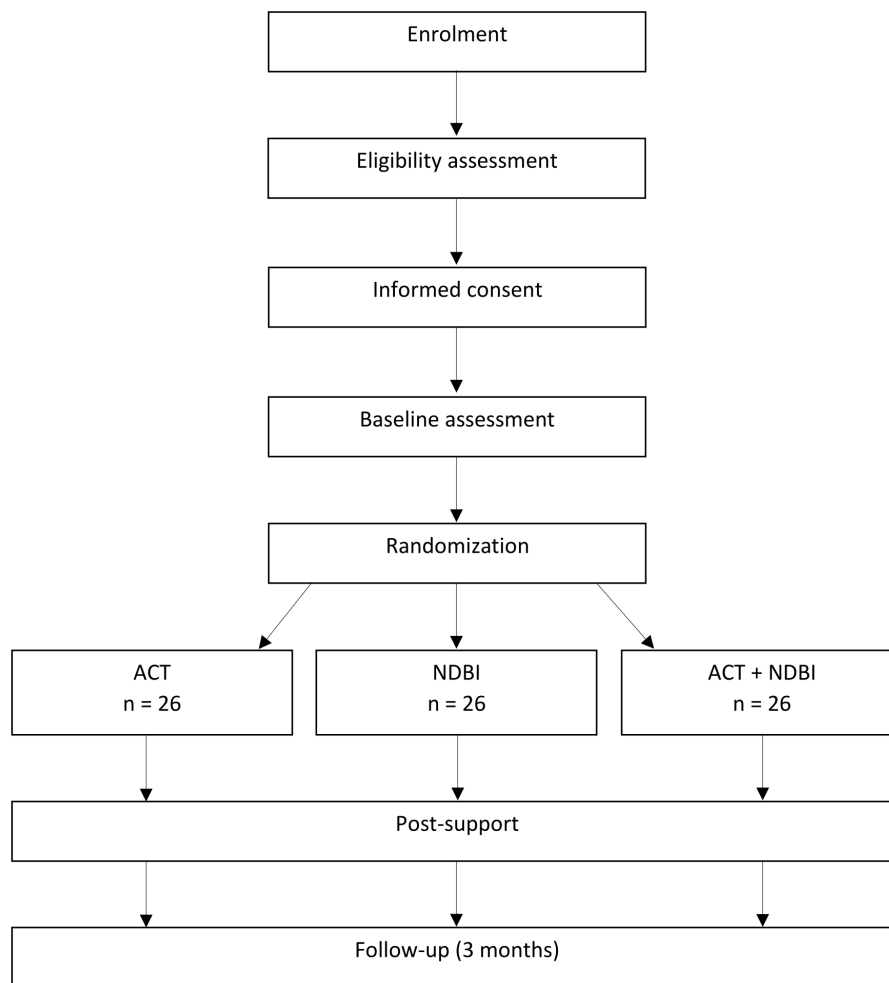 Enrolment
Eligibility assessment
Informed consent
Baseline assessment
Randomization
ACT
n = 26
NDBI
n = 26
ACT + NDBI
n = 26
Post-support
Follow-up (3 months)